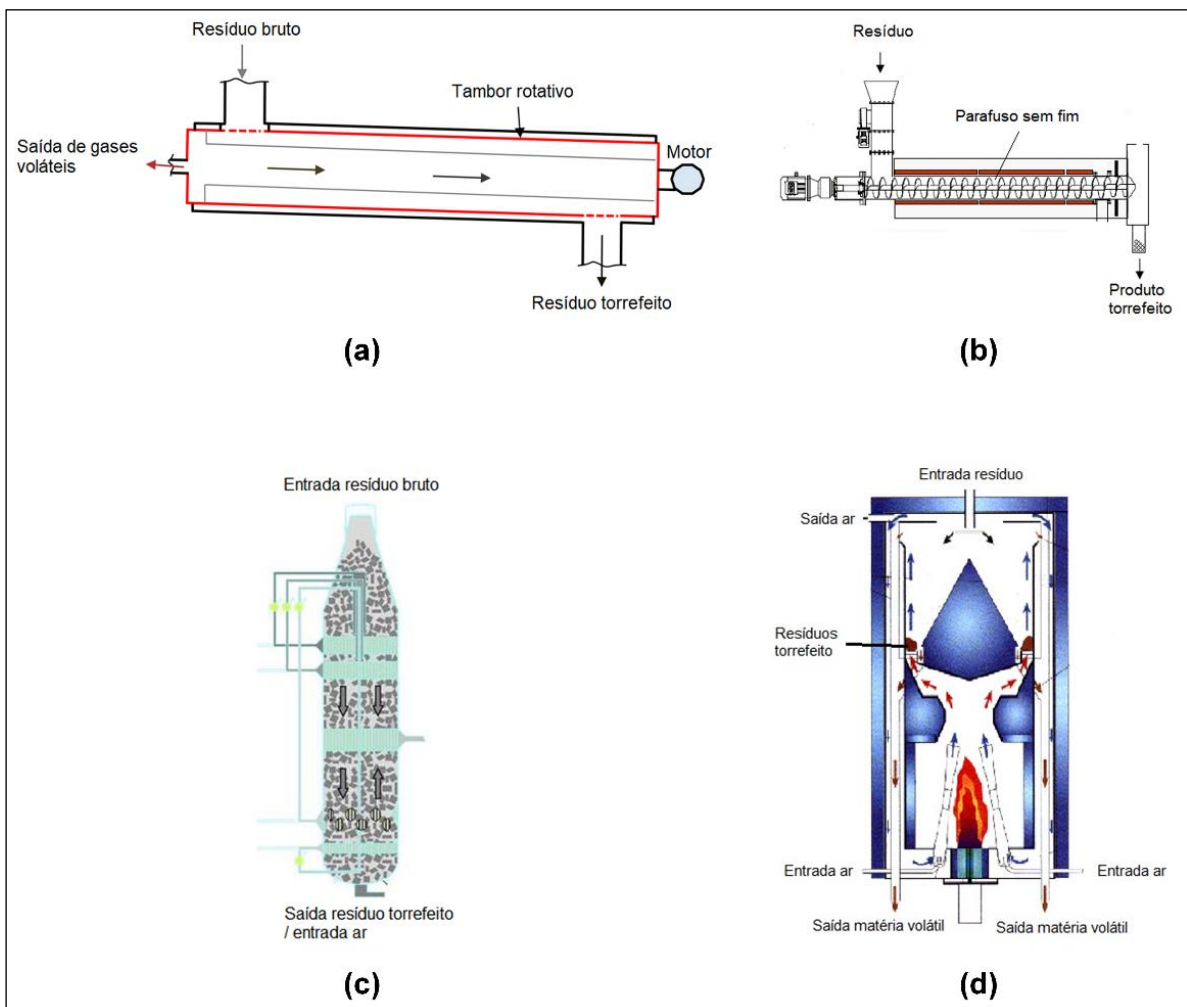 Resíduo bruto
Tambor rotativo
Saída de gases
voláteis
Motor
Resíduo torrefeito
(a)
Resíduo
Parafuso sem fim
Produto
torrefeito
(b)
Entrada resíduo bruto
Saída resíduo torrefeito
/ entrada ar
(c)
Entrada resíduo
Saída ar
Resíduos
torrefeito
Entrada ar
Entrada ar
Saída matéria volátil
Saída matéria volátil
(d)